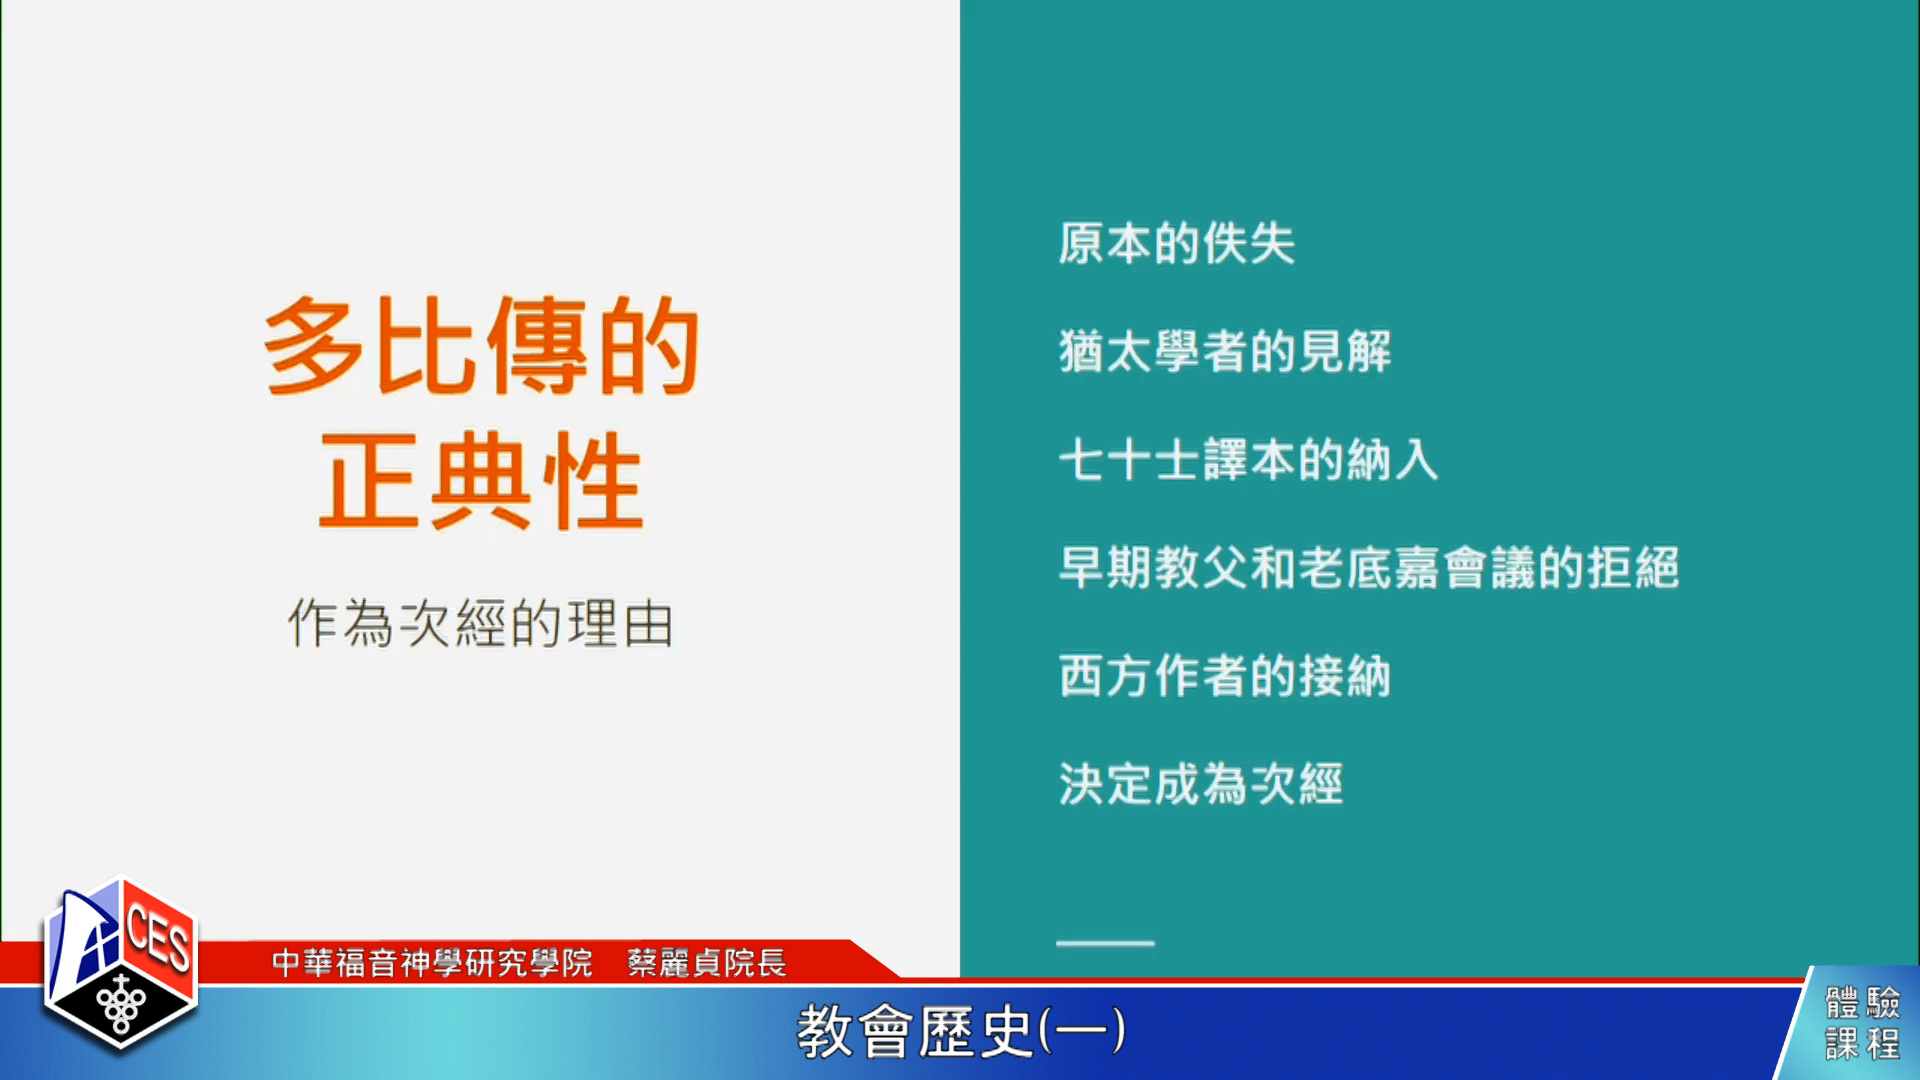 多比傳的
正典性
作為次經的理由
原本的佚失
猶太學者的見解
七十士譯本的納入
早期教父和老底嘉會議的拒絕
西方作者的接納
決定成為次經
CES
中華福音神學研究學院 蔡麗貞院長
教會歷史(一)
體驗
課程